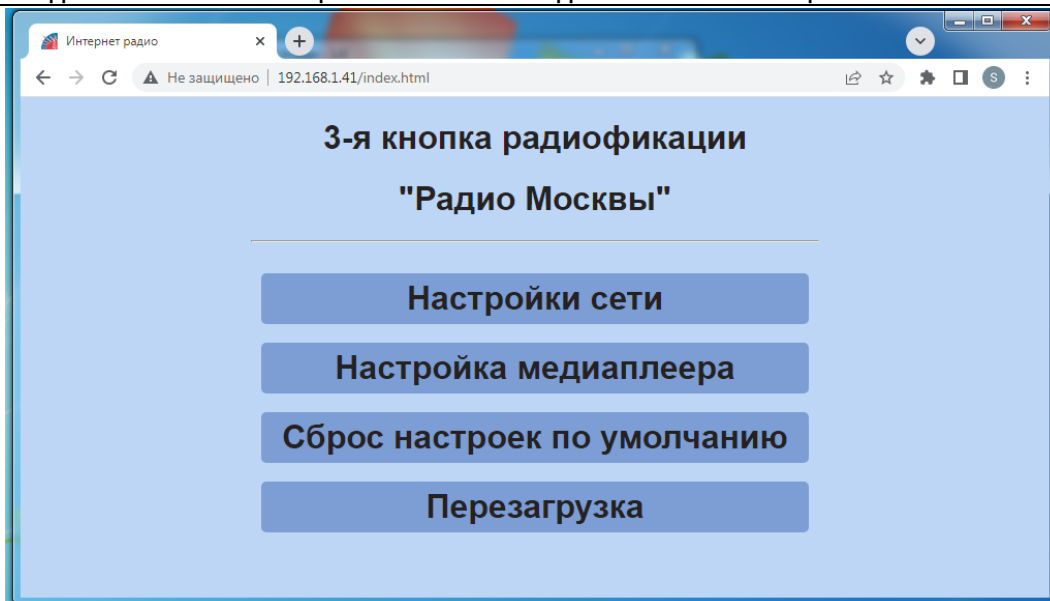 Интернет радио
Не защищено | 192.168.1.41/index.html
S
3-я кнопка радиофикации
"Радио Москвы"
Настройки сети
Настройка медиаплеера
Сброс настроек по умолчанию
Перезагрузка